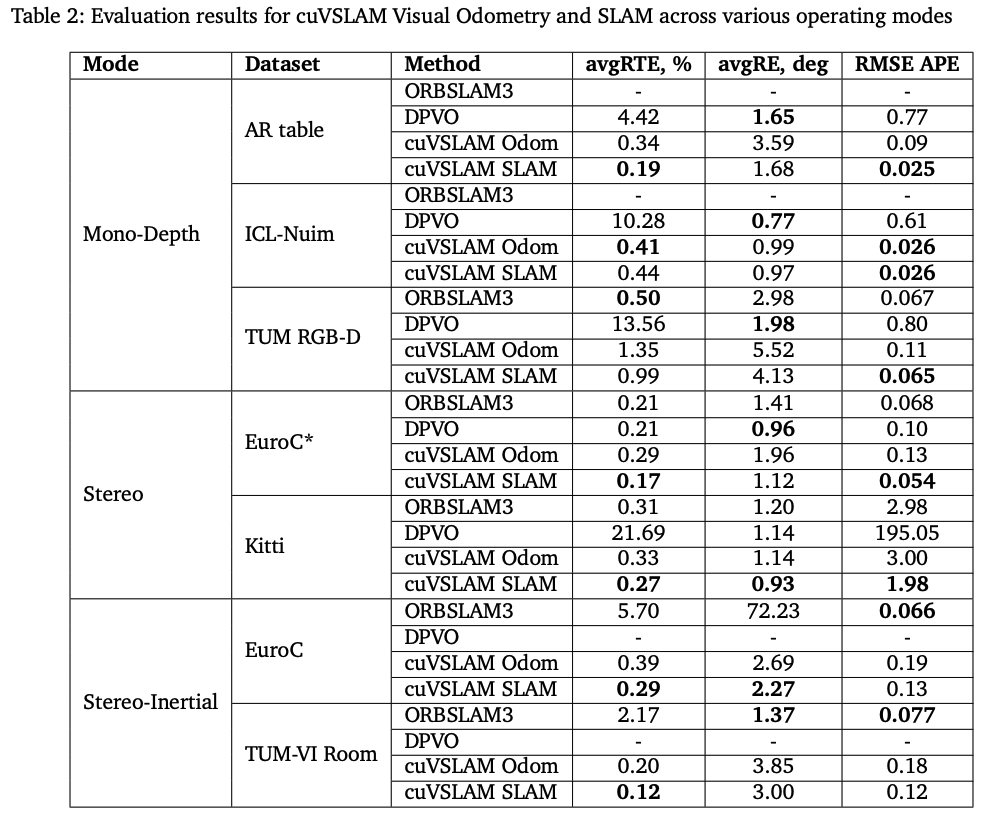 Table 2: Evaluation results for cuVSLAM Visual Odometry and SLAM across various operating modes
Mode Dataset Method avgRTE, % avgRE, deg RMSE APE
Mono-Depth AR table ORBSLAM3 - - -
DPVO 4.42 1.65 0.77
cuVSLAM Odom 0.34 3.59 0.09
cuVSLAM SLAM 0.19 1.68 0.025
ICL-Nuim ORBSLAM3 - - -
DPVO 10.28 0.77 0.61
cuVSLAM Odom 0.41 0.99 0.026
cuVSLAM SLAM 0.44 0.97 0.026
TUM RGB-D ORBSLAM3 0.50 2.98 0.067
DPVO 13.56 1.98 0.80
cuVSLAM Odom 1.35 5.52 0.11
cuVSLAM SLAM 0.99 4.13 0.065
Stereo EuroC* ORBSLAM3 0.21 1.41 0.068
DPVO 0.21 0.96 0.10
cuVSLAM Odom 0.29 1.96 0.13
cuVSLAM SLAM 0.17 1.12 0.054
Kitti ORBSLAM3 0.31 1.20 2.98
DPVO 21.69 1.14 195.05
cuVSLAM Odom 0.33 1.14 3.00
cuVSLAM SLAM 0.27 0.93 1.98
Stereo-Inertial EuroC ORBSLAM3 5.70 72.23 0.066
DPVO - - -
cuVSLAM Odom 0.39 2.69 0.19
cuVSLAM SLAM 0.29 2.27 0.13
TUM-VI Room ORBSLAM3 2.17 1.37 0.077
DPVO - - -
cuVSLAM Odom 0.20 3.85 0.18
cuVSLAM SLAM 0.12 3.00 0.12